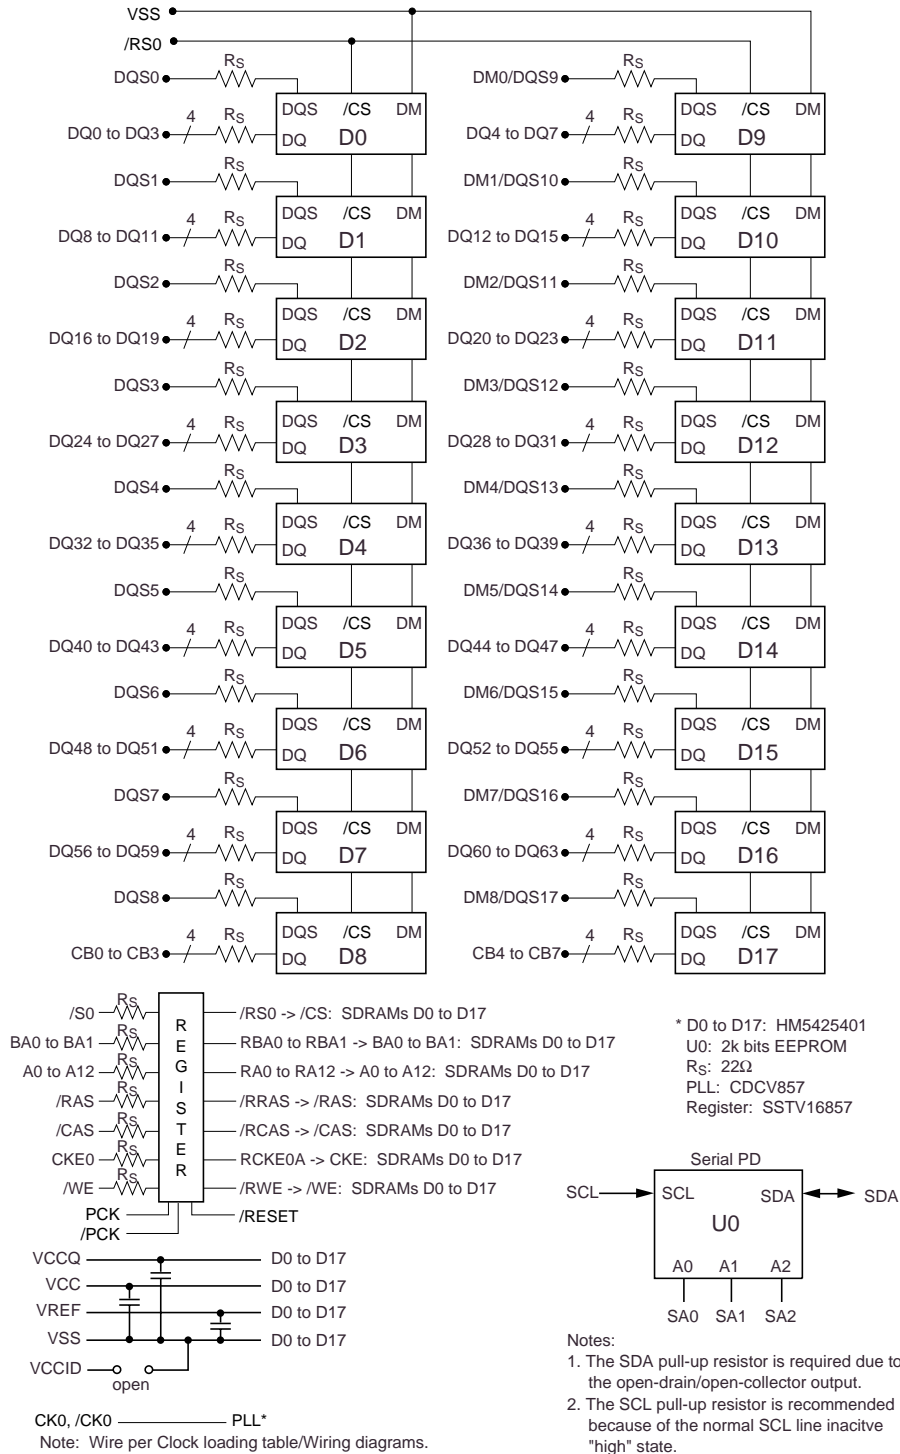 VSS
/RS0
RS RS
DQS0 DM0/DQS9
DQS /CS DM DQS /CS DM
4 RS 4 RS
DQ0 to DQ3 DQ D0 DQ4 to DQ7 DQ D9
RS RS
DQS1 DM1/DQS10
DQS /CS DM DQS /CS DM
4 RS 4 RS
DQ8 to DQ11 DQ D1 DQ12 to DQ15 DQ D10
RS RS
DQS2 DM2/DQS11
DQS /CS DM DQS /CS DM
4 RS 4 RS
DQ16 to DQ19 DQ D2 DQ20 to DQ23 DQ D11
RS RS
DQS3 DM3/DQS12
DQS /CS DM DQS /CS DM
4 RS 4 RS
DQ24 to DQ27 DQ D3 DQ28 to DQ31 DQ D12
RS RS
DQS4 DM4/DQS13
DQS /CS DM DQS /CS DM
4 RS 4 RS
DQ32 to DQ35 DQ D4 DQ36 to DQ39 DQ D13
RS RS
DQS5 DM5/DQS14
DQS /CS DM DQS /CS DM
4 RS 4 RS
DQ40 to DQ43 DQ D5 DQ44 to DQ47 DQ D14
RS RS
DQS6 DM6/DQS15
DQS /CS DM DQS /CS DM
4 RS 4 RS
DQ48 to DQ51 DQ D6 DQ52 to DQ55 DQ D15
RS RS
DQS7 DM7/DQS16
DQS /CS DM DQS /CS DM
4 RS 4 RS
DQ56 to DQ59 DQ D7 DQ60 to DQ63 DQ D16
RS RS
DQS8 DM8/DQS17
DQS /CS DM DQS /CS DM
4 RS 4 RS
CB0 to CB3 DQ D8 CB4 to CB7 DQ D17
REGISTER
/S0 RS /RS0 -> /CS: SDRAMs D0 to D17
BA0 to BA1 RS RBA0 to RBA1 -> BA0 to BA1: SDRAMs D0 to D17
A0 to A12 RS RA0 to RA12 -> A0 to A12: SDRAMs D0 to D17
/RAS RS /RRAS -> /RAS: SDRAMs D0 to D17
/CAS RS /RCAS -> /CAS: SDRAMs D0 to D17
CKE0 RS RCKE0A -> CKE: SDRAMs D0 to D17
/WE RS /RWE -> /WE: SDRAMs D0 to D17
PCK /RESET
/PCK
VCCQ D0 to D17
VCC D0 to D17
VREF D0 to D17
VSS D0 to D17
VCCID open
CK0, /CK0 PLL*
Note: Wire per Clock loading table/Wiring diagrams.
* D0 to D17: HM5425401
U0: 2k bits EEPROM
RS: 22Ω
PLL: CDCV857
Register: SSTV16857
Serial PD
SCL SCL SDA SDA
U0
A0 A1 A2
SA0 SA1 SA2
Notes:
1. The SDA pull-up resistor is required due to
the open-drain/open-collector output.
2. The SCL pull-up resistor is recommended
because of the normal SCL line inacitve
"high" state.